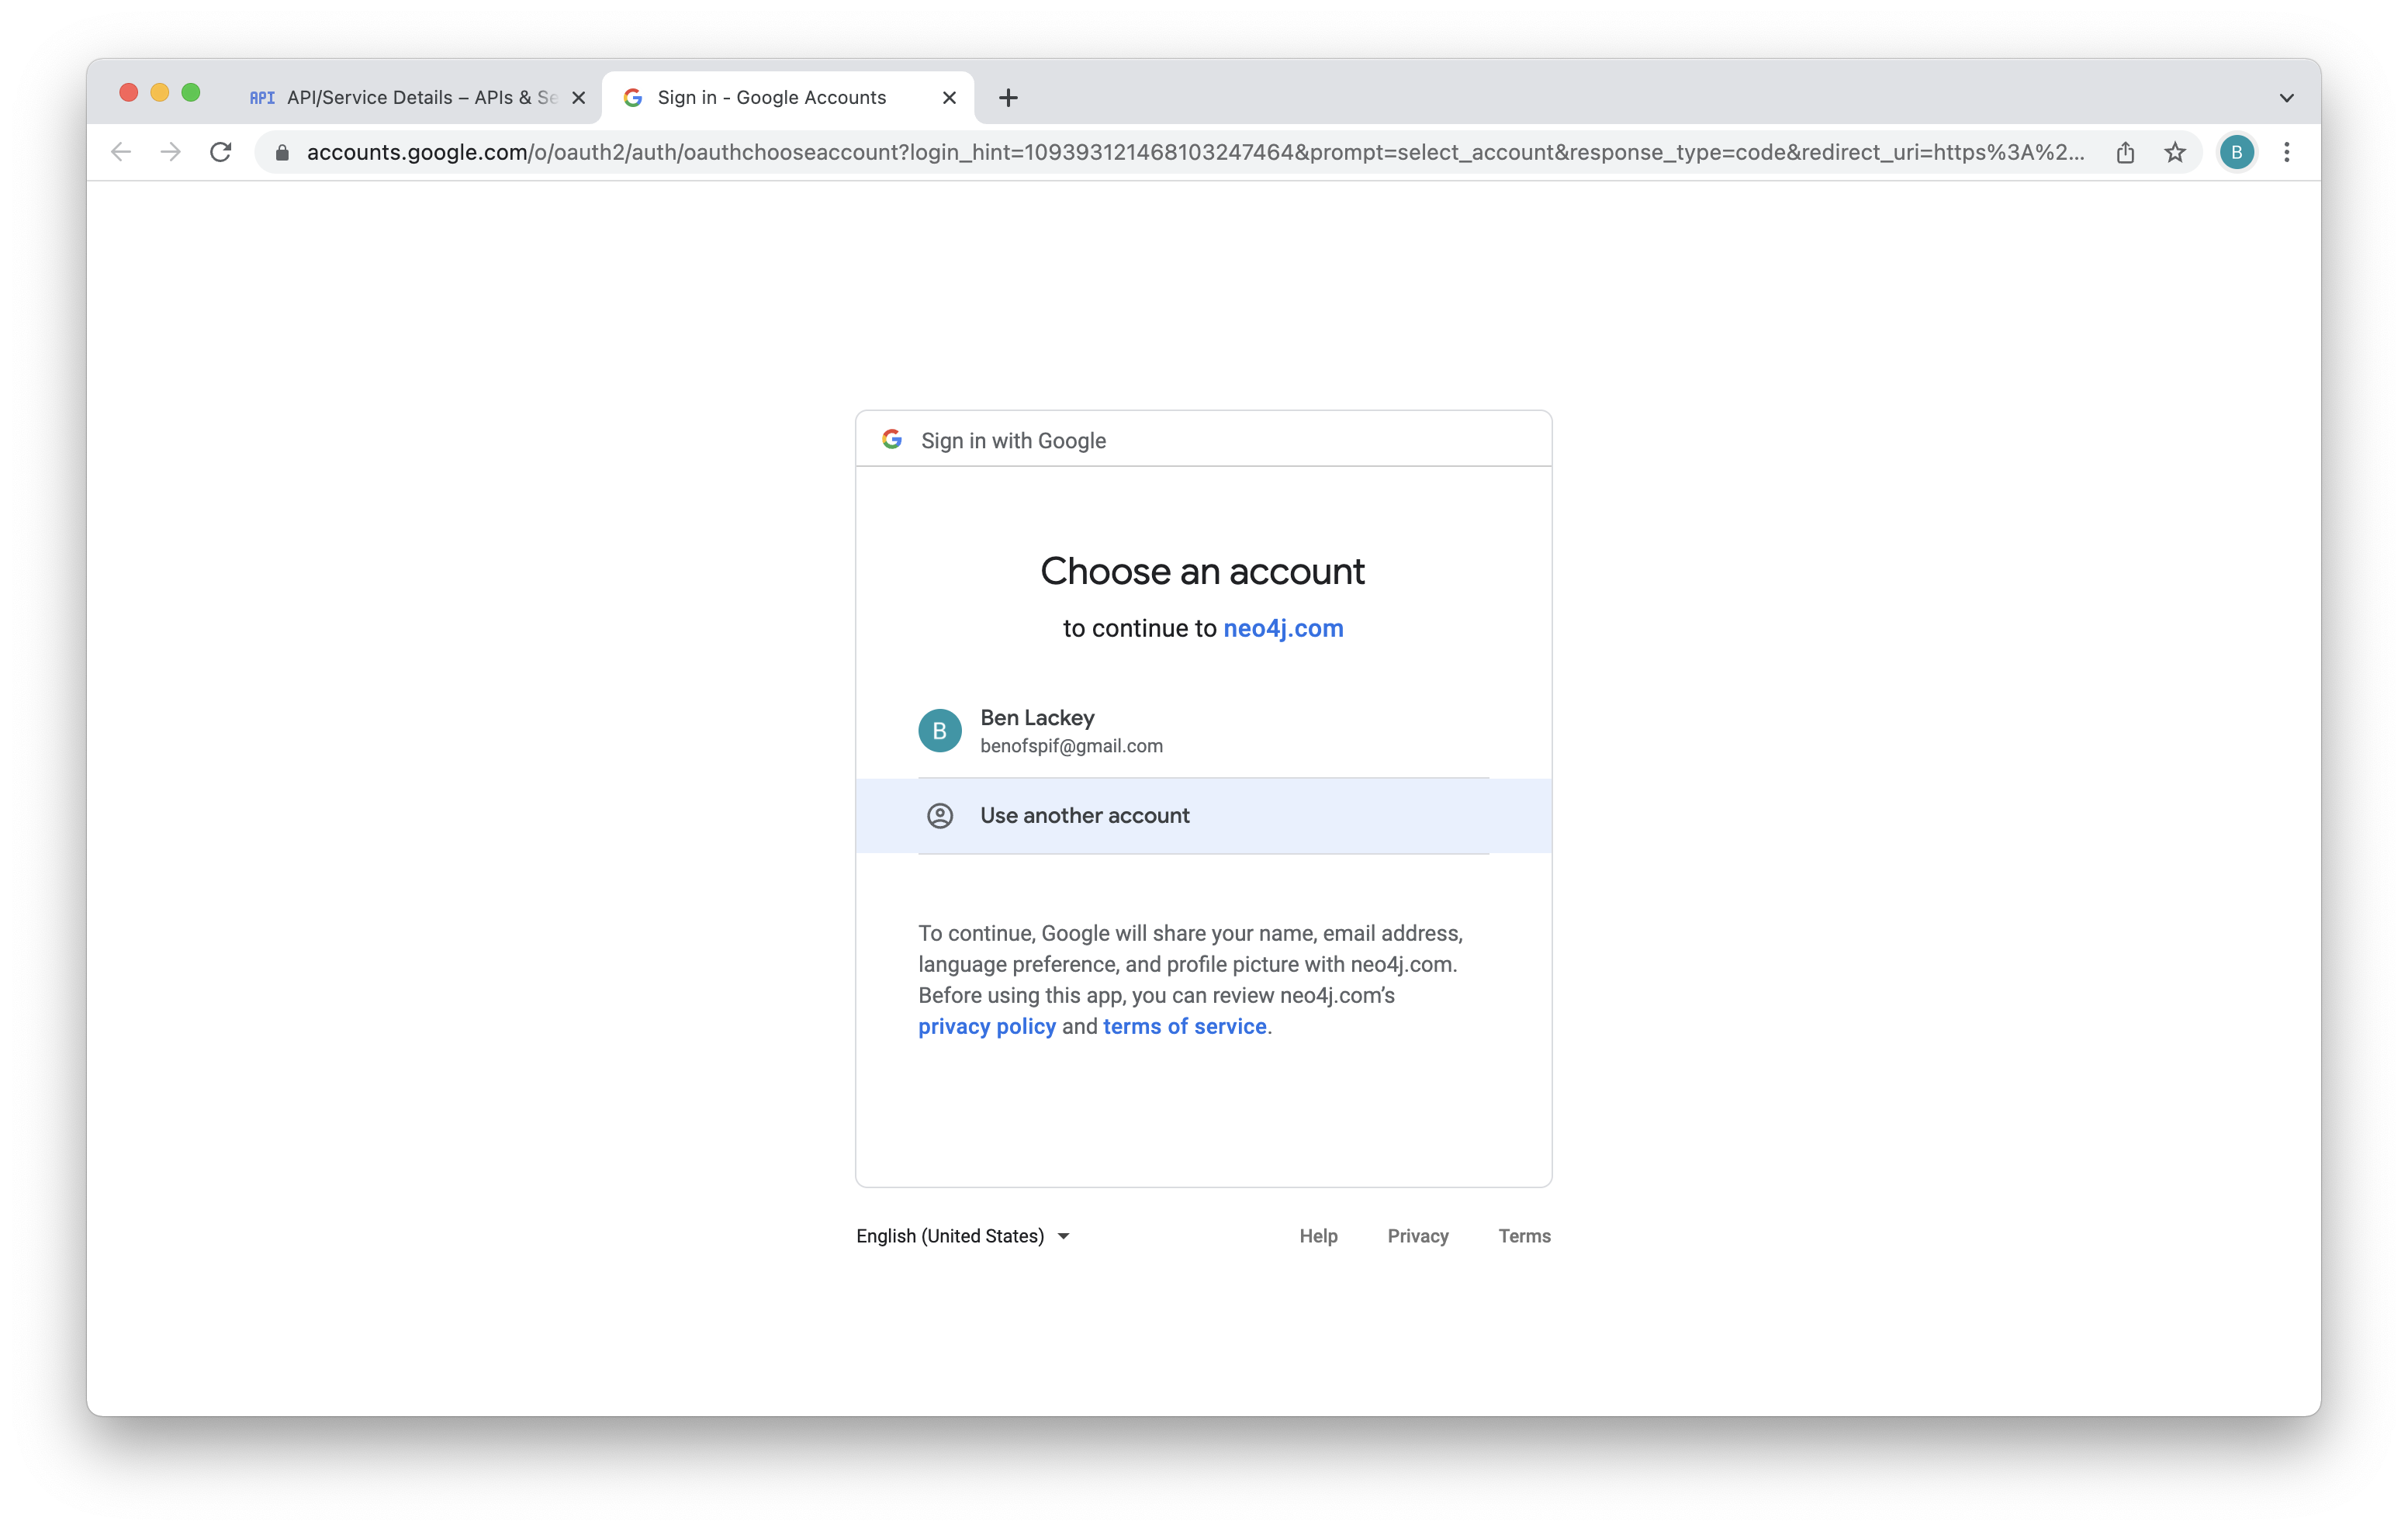 API API/Service Details – APIs & Se
Sign in - Google Accounts
accounts.google.com/o/oauth2/auth/oauthchooseaccount?login_hint=109393121468103247464&prompt=select_account&response_type=code&redirect_uri=https%3A%2...
B
Sign in with Google
Choose an account
to continue to neo4j.com
B
Ben Lackey
benofspif@gmail.com
Use another account
To continue, Google will share your name, email address,
language preference, and profile picture with neo4j.com.
Before using this app, you can review neo4j.com’s
privacy policy and terms of service.
English (United States)
Help Privacy Terms